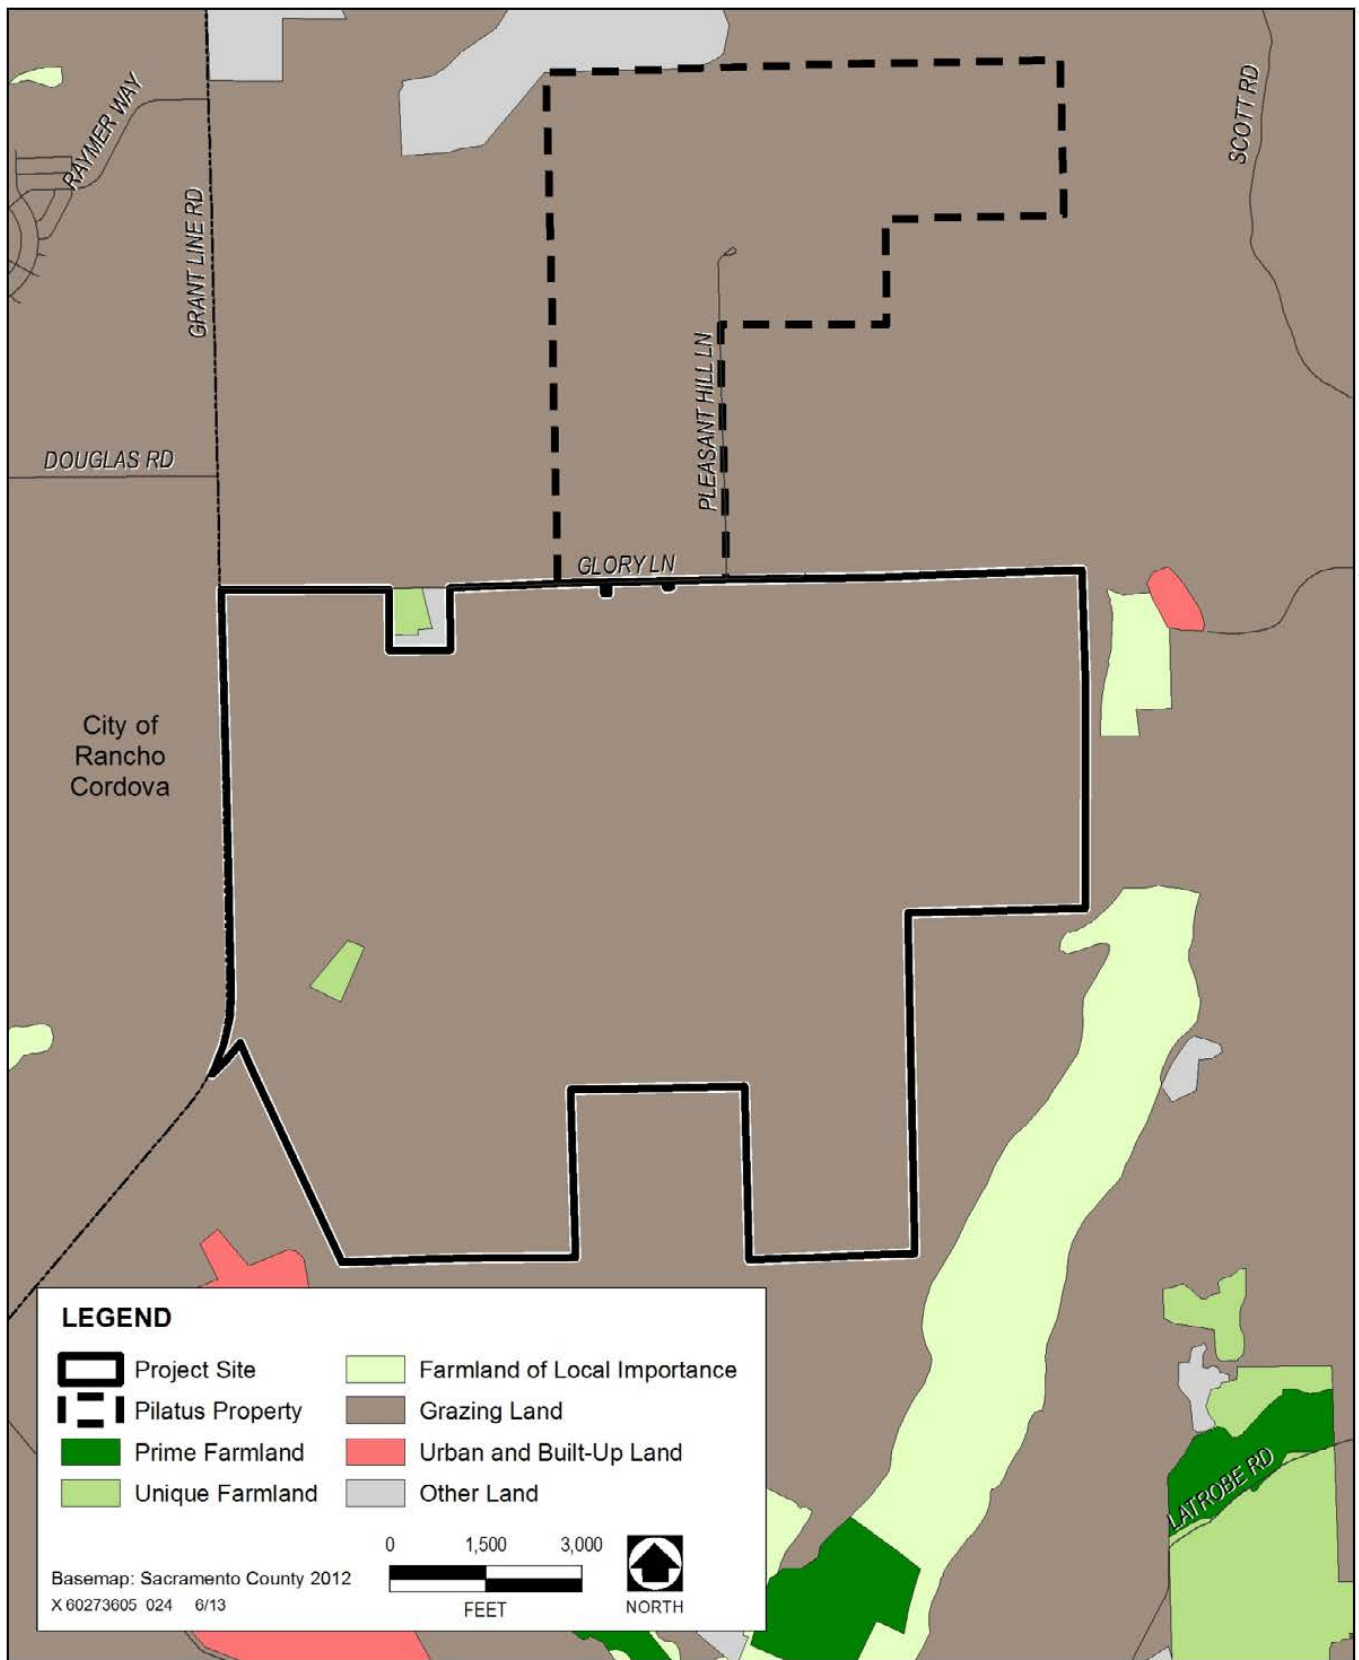 RAYMER WAY
SCOTT RD
GRANT LINE RD
PLEASANT HILL LN
DOUGLAS RD
GLORY LN
City of
Rancho
Cordova
LEGEND
Project Site
Pilatus Property
Prime Farmland
Unique Farmland
Farmland of Local Importance
Grazing Land
Urban and Built-Up Land
Other Land
0 1,500 3,000
FEET
NORTH
Basemap: Sacramento County 2012
X 60273605 024 6/13
LATROBE RD